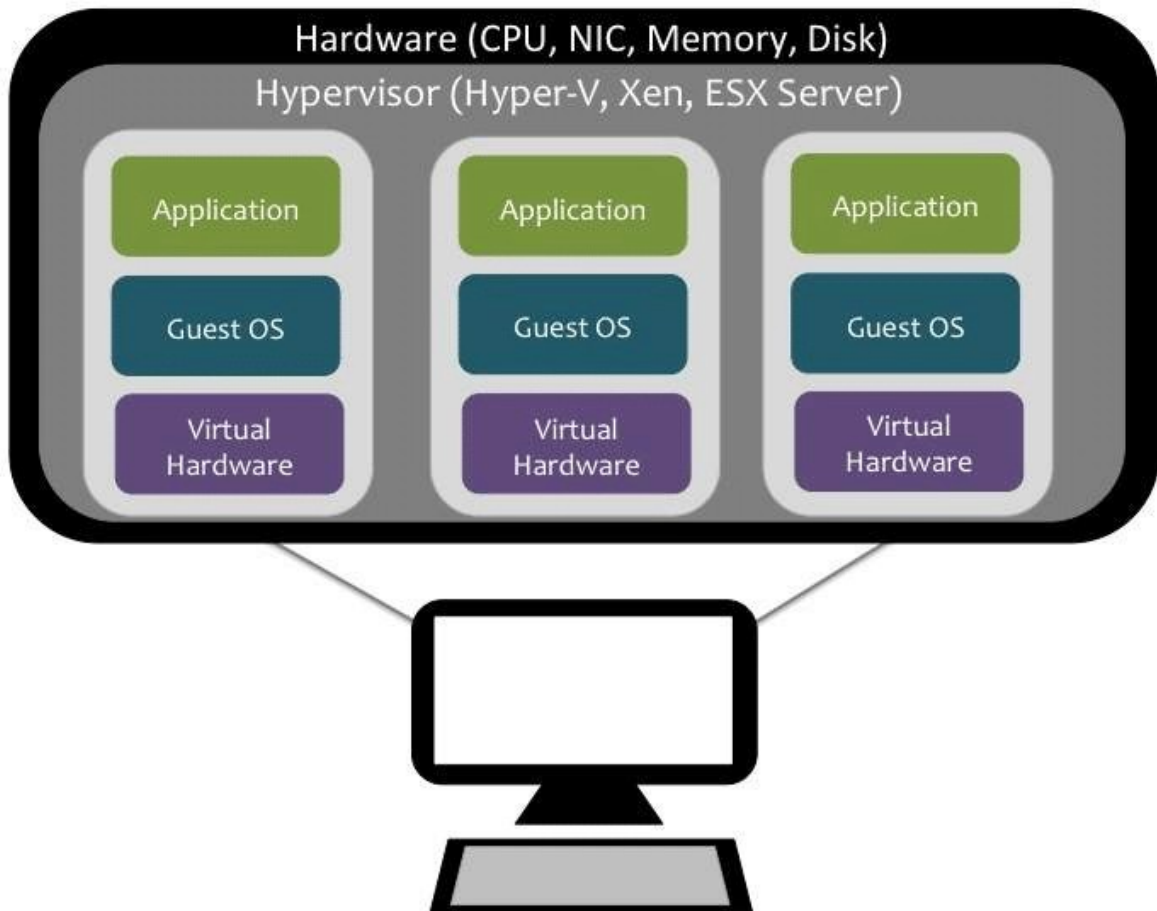 Hardware (CPU, NIC, Memory, Disk)
Hypervisor (Hyper-V, Xen, ESX Server)
Application
Guest OS
Virtual
Hardware
Application
Guest OS
Virtual
Hardware
Application
Guest OS
Virtual
Hardware